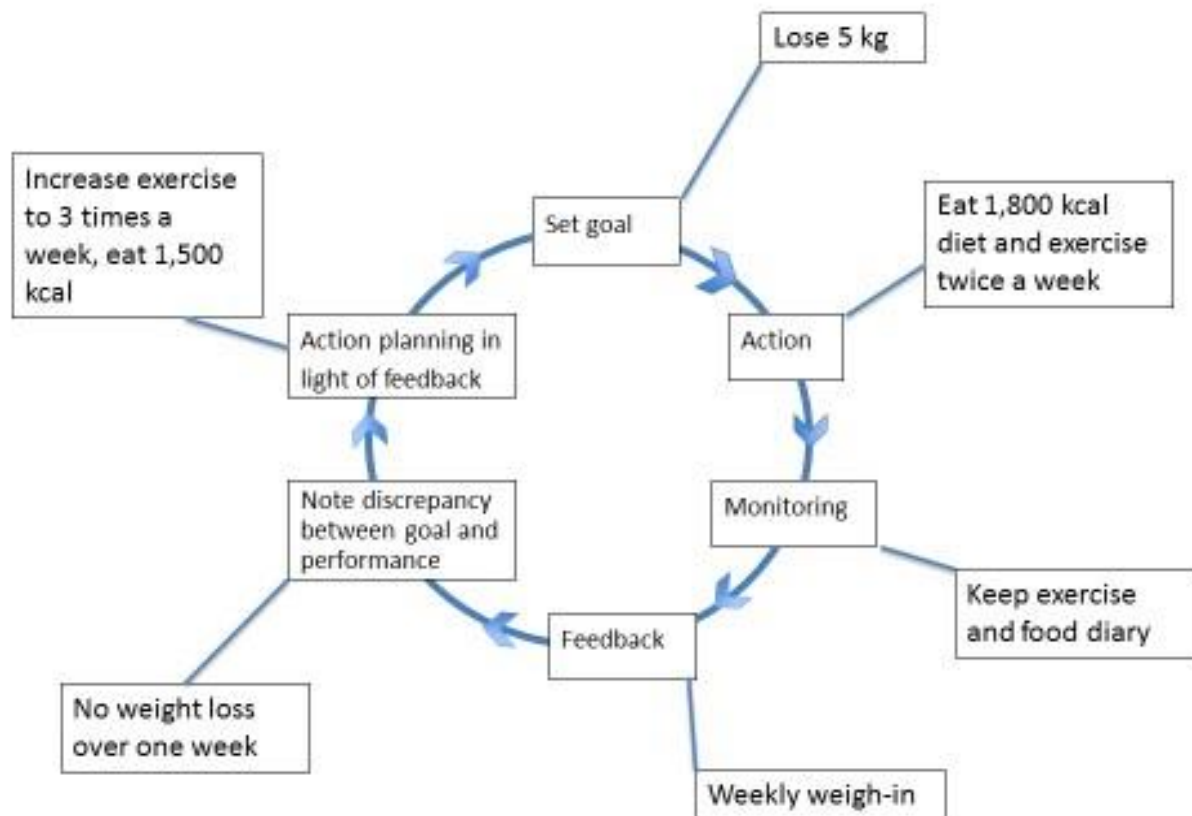 Lose 5 kg
Set goal
Eat 1,800 kcal
diet and exercise
twice a week
Action
Monitoring
Keep exercise
and food diary
Feedback
Weekly weigh-in
Note discrepancy
between goal and
performance
No weight loss
over one week
Action planning in
light of feedback
Increase exercise
to 3 times a
week, eat 1,500
kcal